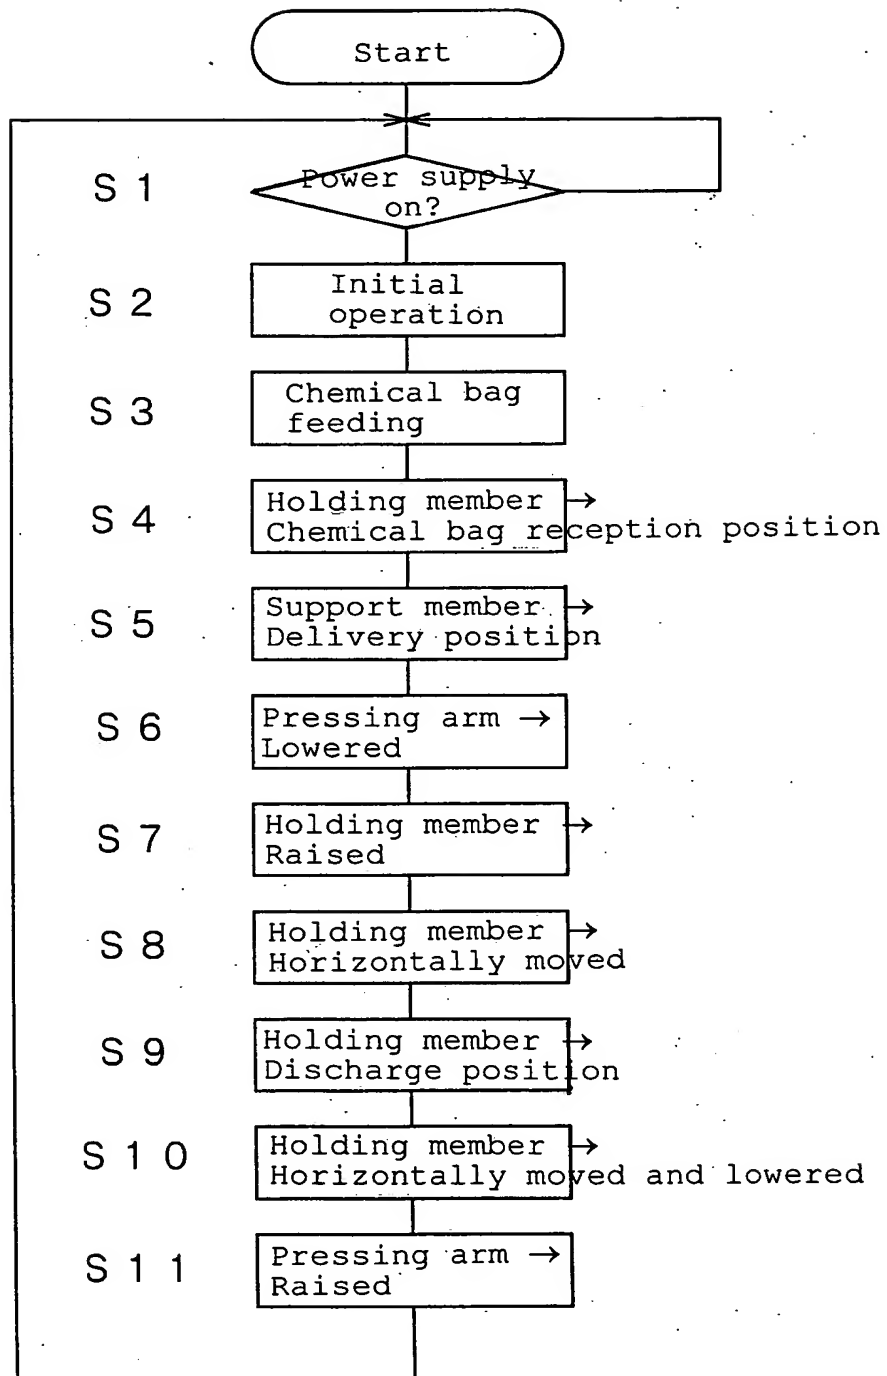 Start
S 1
Power supply
on?
S 2
Initial
operation
S 3
Chemical bag
feeding
S 4
Holding member →
Chemical bag reception position
S 5
Support member →
Delivery position
S 6
Pressing arm →
Lowered
S 7
Holding member →
Raised
S 8
Holding member →
Horizontally moved
S 9
Holding member →
Discharge position
S 1 0
Holding member →
Horizontally moved and lowered
S 1 1
Pressing arm →
Raised